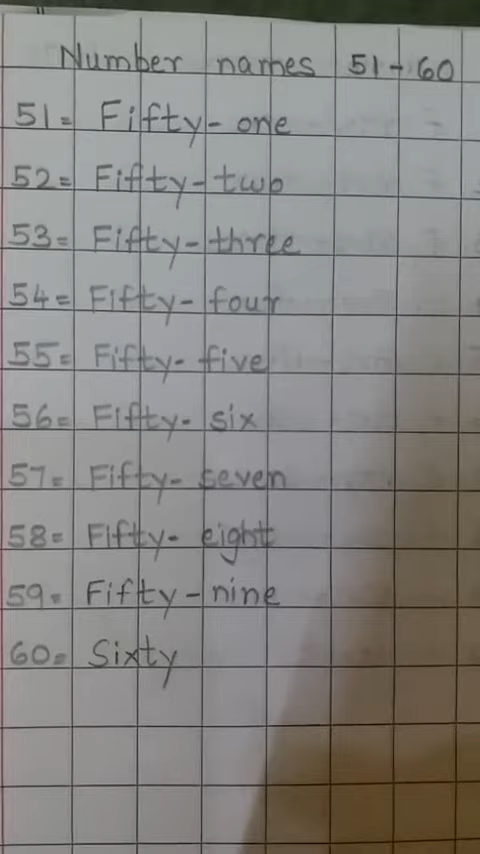 Number names 51-60
51= Fifty-one
52= Fifty-two
53= Fifty-three
54= Fifty-four
55= Fifty-five
56= Fifty-six
57= Fifty-seven
58= Fifty-eight
59= Fifty-nine
60= Sixty